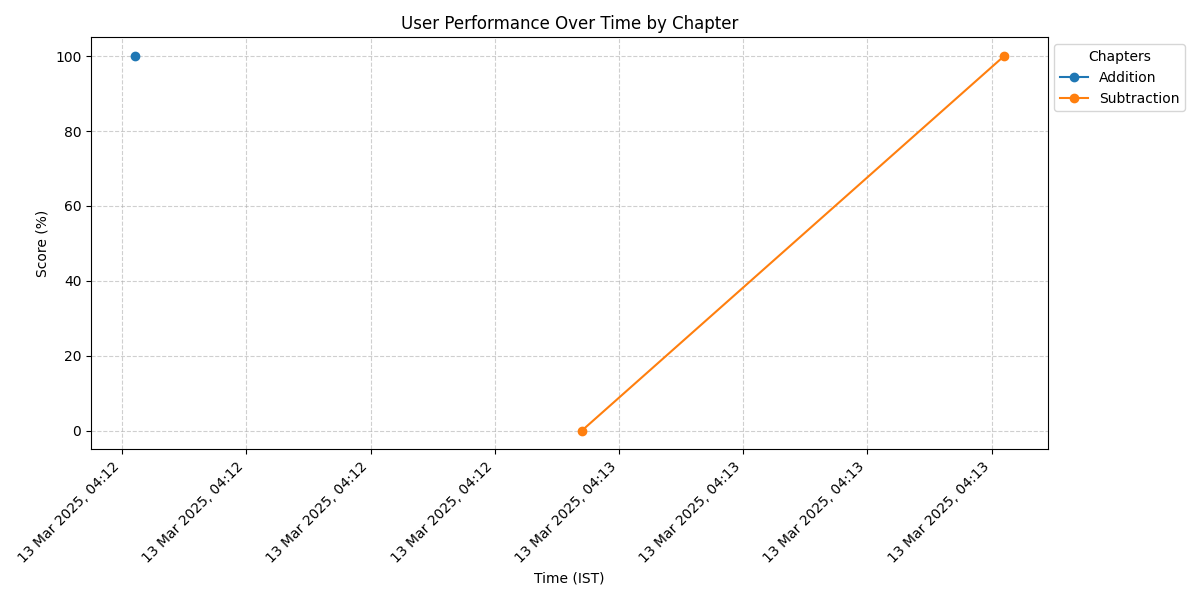 User Performance Over Time by Chapter
Chapters
Addition
Subtraction
Score (%)
100
80
60
40
20
0
13 Mar 2025, 04:12
13 Mar 2025, 04:12
13 Mar 2025, 04:12
13 Mar 2025, 04:12
13 Mar 2025, 04:13
13 Mar 2025, 04:13
13 Mar 2025, 04:13
13 Mar 2025, 04:13
Time (IST)